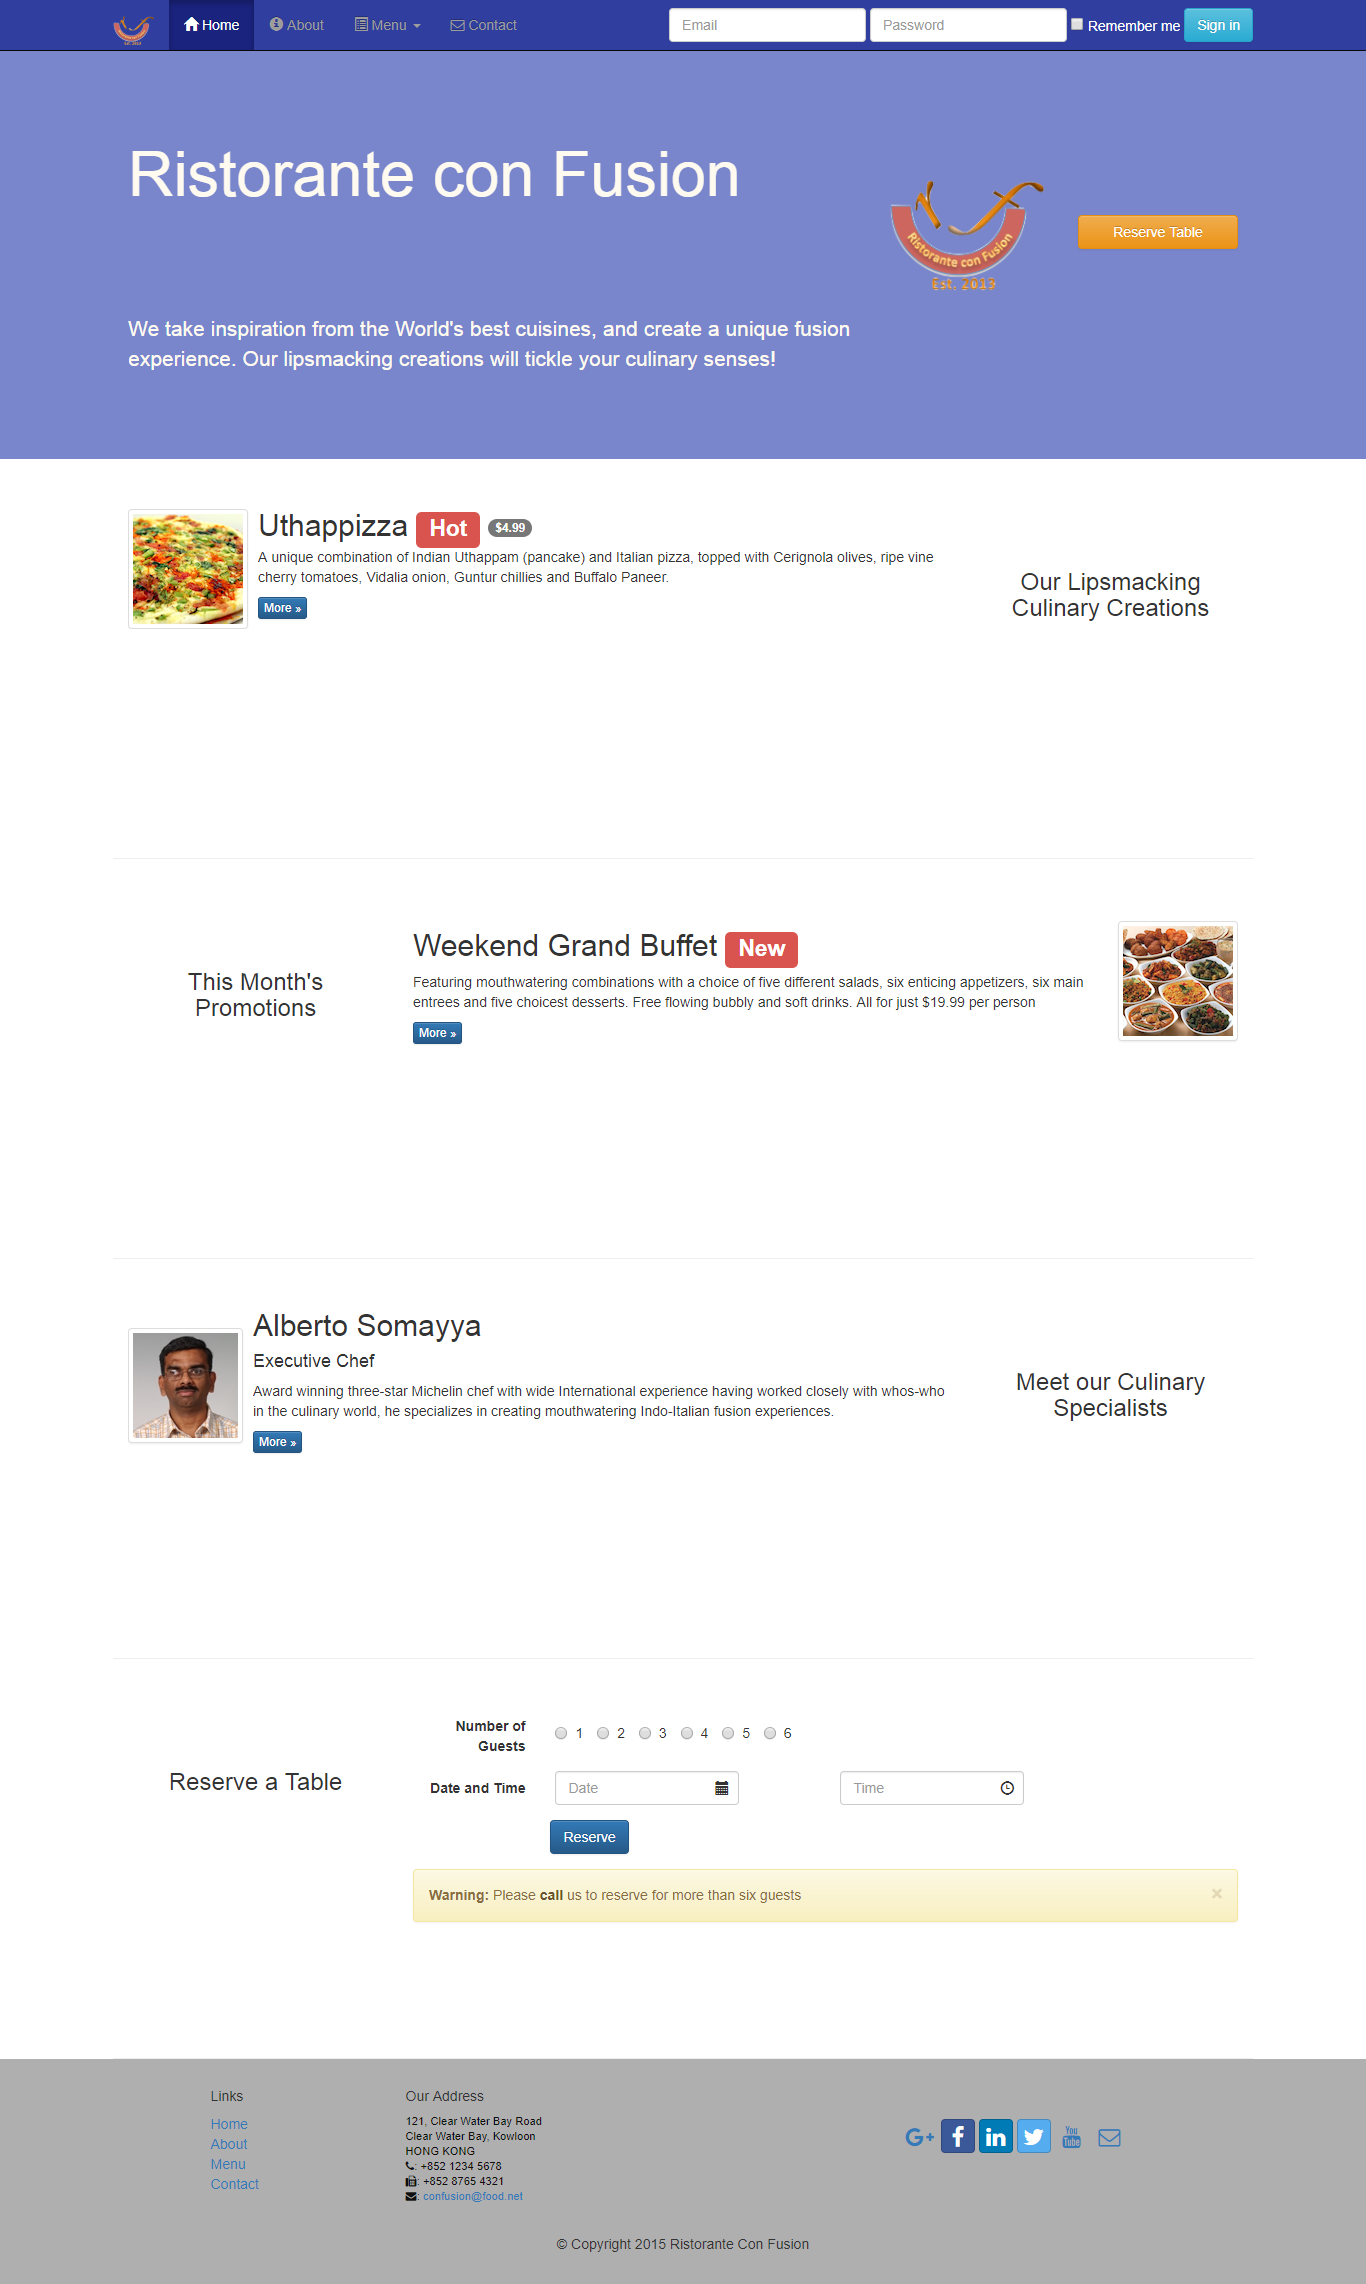 Home About Menu Contact Email Password Remember me Sign in
Ristorante con Fusion
Ristorante con Fusion
Est. 2015
Reserve Table
We take inspiration from the World's best cuisines, and create a unique fusion
experience. Our lipsmacking creations will tickle your culinary senses!
Uthappizza Hot $4.99
A unique combination of Indian Uthappam (pancake) and Italian pizza, topped with Cerignola olives, ripe vine
cherry tomatoes, Vidalia onion, Guntur chillies and Buffalo Paneer.
More »
Our Lipsmacking
Culinary Creations
This Month's
Promotions
Weekend Grand Buffet New
Featuring mouthwatering combinations with a choice of five different salads, six enticing appetizers, six main
entrees and five choicest desserts. Free flowing bubbly and soft drinks. All for just $19.99 per person
More »
Alberto Somayya
Executive Chef
Award winning three-star Michelin chef with wide International experience having worked closely with whos-who
in the culinary world, he specializes in creating mouthwatering Indo-Italian fusion experiences.
More »
Meet our Culinary
Specialists
Reserve a Table
Number of
Guests
1 2 3 4 5 6
Date and Time Date Time
Reserve
Warning: Please call us to reserve for more than six guests ×
Links
Home
About
Menu
Contact
Our Address
121, Clear Water Bay Road
Clear Water Bay, Kowloon
HONG KONG
: +852 1234 5678
: +852 8765 4321
: confusion@food.net
G+ f in You Tube
© Copyright 2015 Ristorante Con Fusion